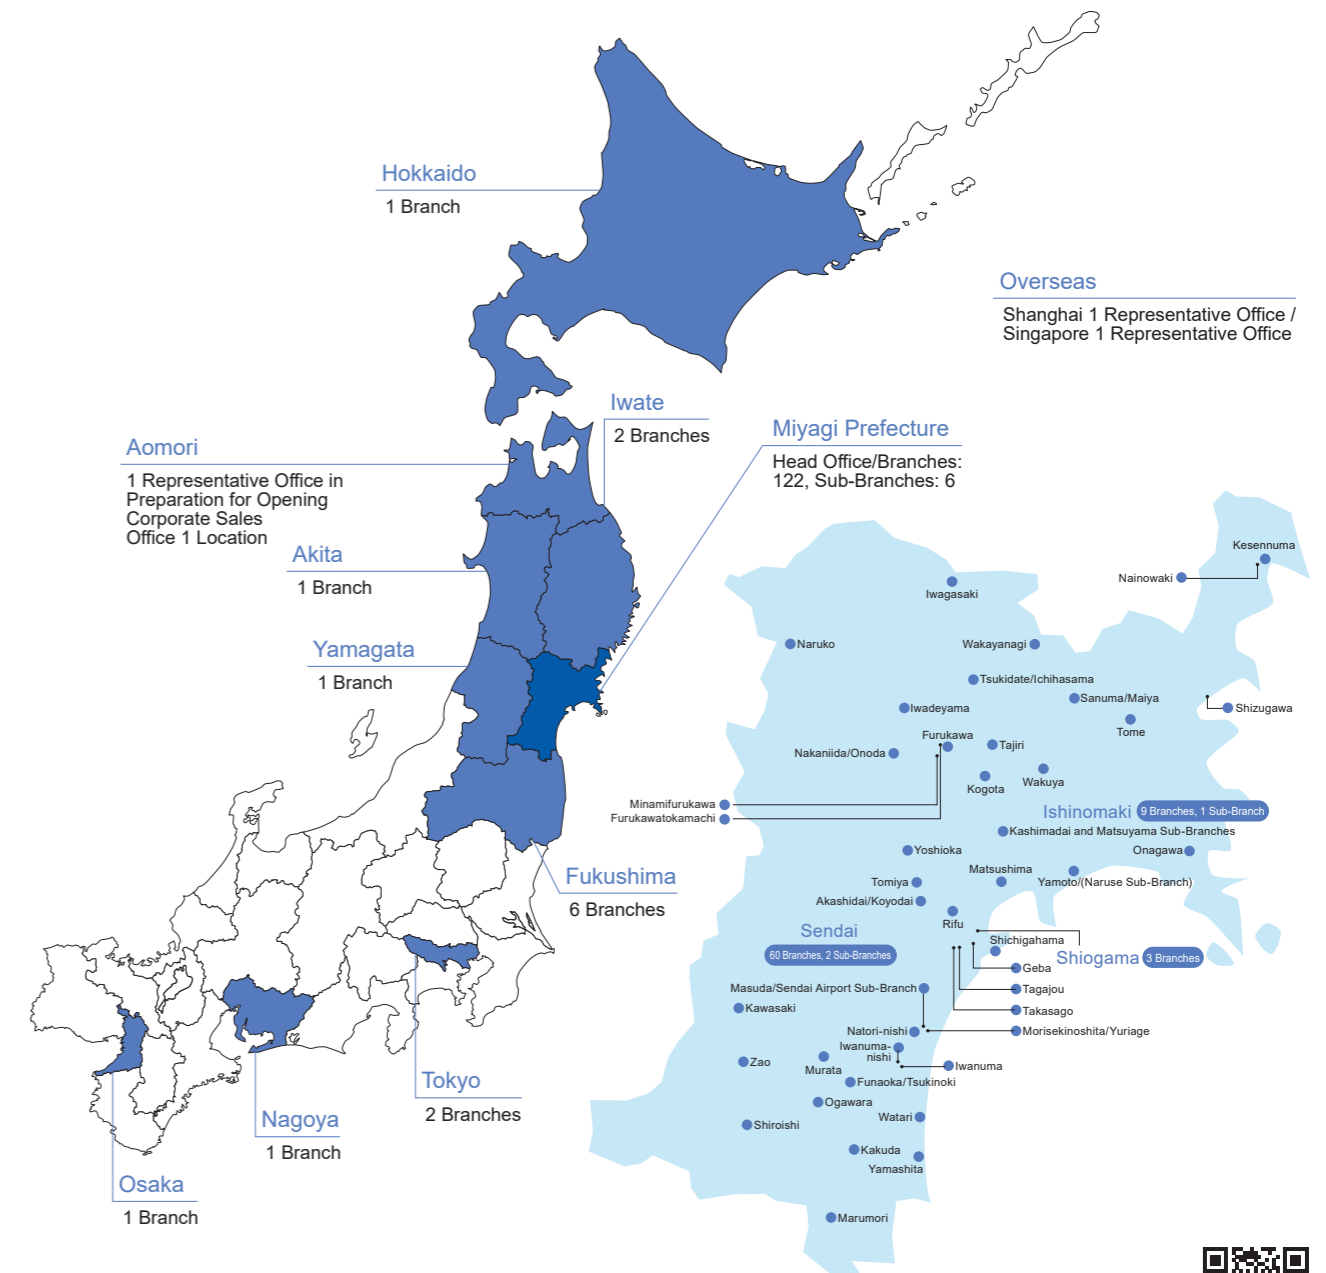 Hokkaido
1 Branch
Overseas
Shanghai 1 Representative Office /
Singapore 1 Representative Office
Iwate
2 Branches
Miyagi Prefecture
Head Office/Branches:
122, Sub-Branches: 6
Aomori
1 Representative Office in
Preparation for Opening
Corporate Sales
Office 1 Location
Akita
1 Branch
Yamagata
1 Branch
Fukushima
6 Branches
Tokyo
2 Branches
Nagoya
1 Branch
Osaka
1 Branch
Kesennuma
Nainowaki
Iwagasaki
Naruko
Wakayanagi
Tsukidate/Ichihasama
Sanuma/Maiya
Iwadeyama
Shizugawa
Tome
Furukawa
Tajiri
Nakaniida/Onoda
Wakuya
Kogota
Minamifurukawa
Furukawatokamachi
Ishinomaki
9 Branches, 1 Sub-Branch
Kashimadai and Matsuyama Sub-Branches
Yoshioka
Onagawa
Matsushima
Tomiya
Yamoto/(Naruse Sub-Branch)
Akashidai/Koyodai
Rifu
Sendai
60 Branches, 2 Sub-Branches
Shichigahama
Shiogama
3 Branches
Geba
Masuda/Sendai Airport Sub-Branch
Tagajou
Kawasaki
Takasago
Natori-nishi
Morisekinoshita/Yuriage
Iwanuma-
nishi
Zao
Murata
Iwanuma
Funaoka/Tsukinoki
Ogawara
Watari
Shiroishi
Kakuda
Yamashita
Marumori